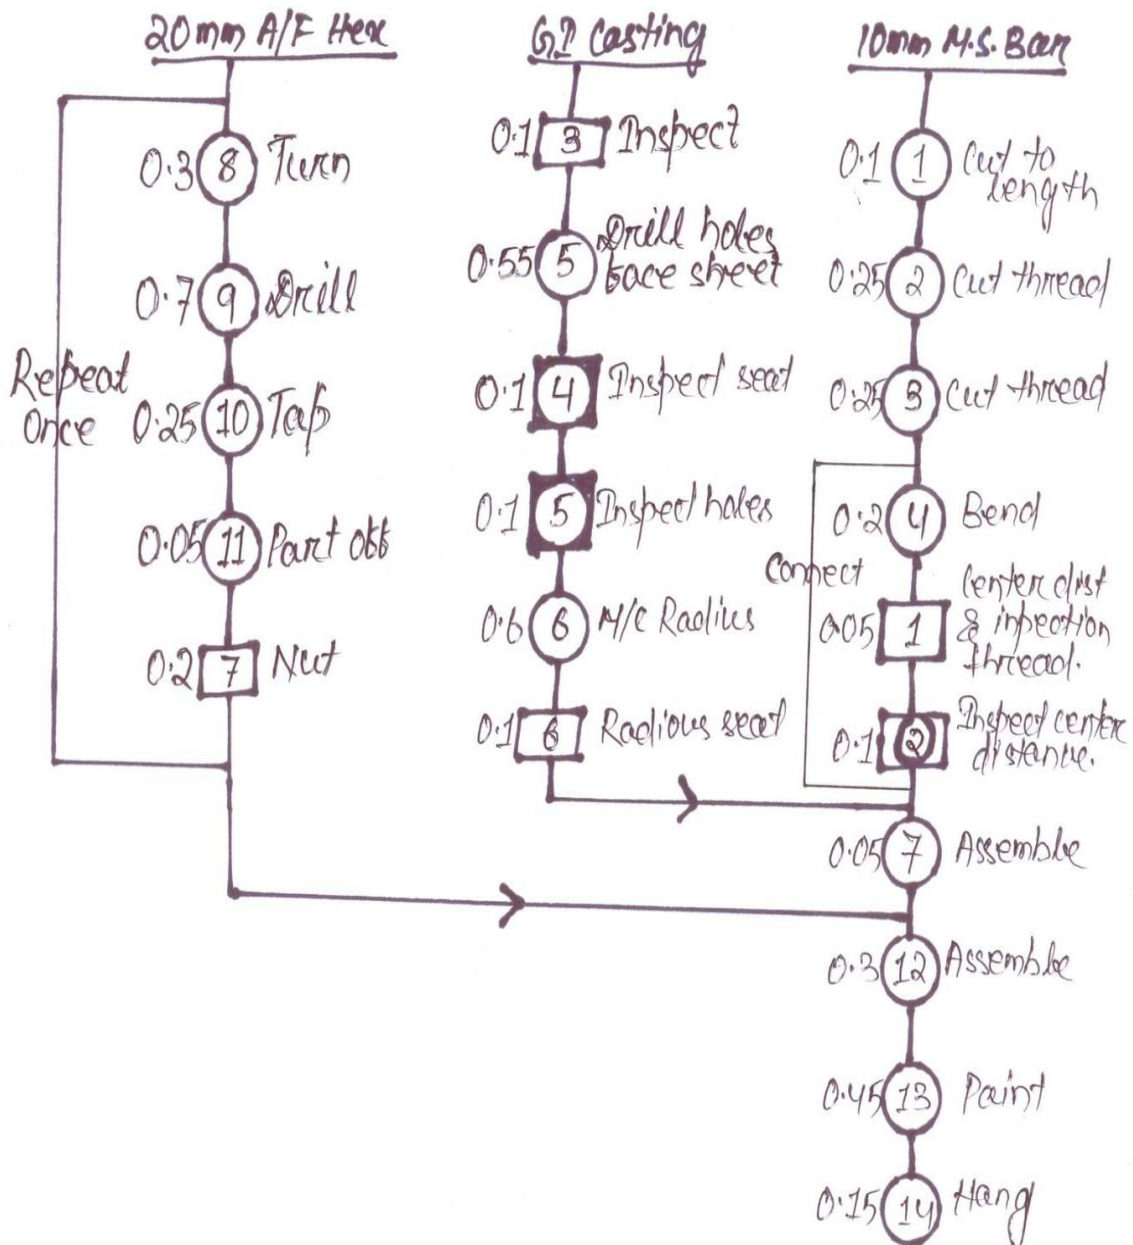 20mm A/F Hex
Repeat
Once
0.3 8 Turn
0.7 9 Drill
0.25 10 Tap
0.05 11 Part off
0.2 7 Nut
G.I Casting
0.1 3 Inspect
0.55 5 Drill holes
face sheet
0.1 4 Inspect seat
0.1 5 Inspect holes
0.6 6 M/C Radius
0.1 6 Radious seat
10mm M.S. Bar
0.1 1 Cut to
length
0.25 2 Cut thread
0.25 3 Cut thread
0.2 4 Bend
Connect
0.05 1 Center dist
& inpection
thread.
0.1 2 Inspect center
distance.
0.05 7 Assemble
0.3 12 Assemble
0.45 13 Paint
0.15 14 Hang